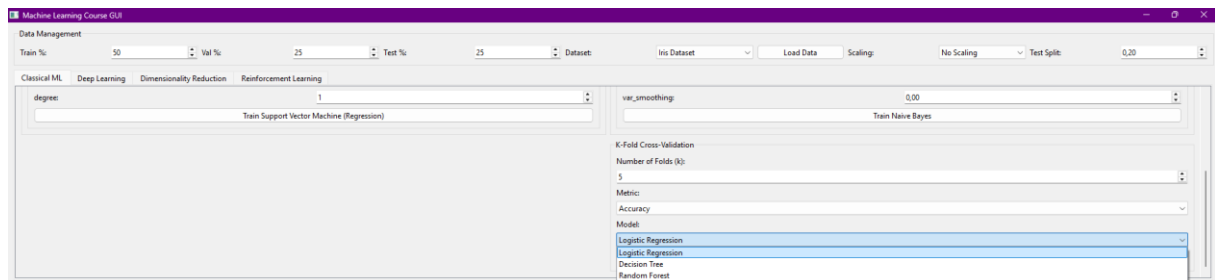 Machine Learning Course GUI
Data Management
Train %: 50 Val %: 25 Test %: 25 Dataset: Iris Dataset Load Data Scaling: No Scaling Test Split: 0,20
Classical ML Deep Learning Dimensionality Reduction Reinforcement Learning
degree: 1
Train Support Vector Machine (Regression)
var_smoothing: 0,00
Train Naive Bayes
K-Fold Cross-Validation
Number of Folds (k):
5
Metric:
Accuracy
Model:
Logistic Regression
Logistic Regression
Decision Tree
Random Forest